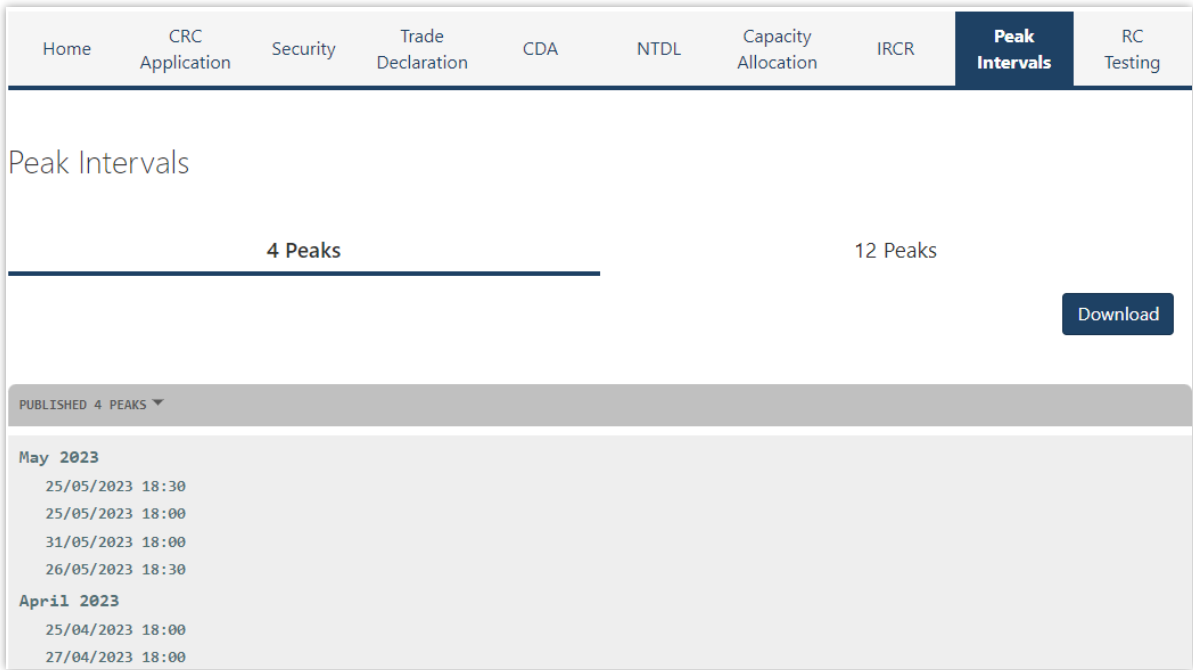 Home
CRC Application
Security
Trade Declaration
CDA
NTDL
Capacity Allocation
IRCR
Peak Intervals
RC Testing
Peak Intervals
4 Peaks
12 Peaks
Download
PUBLISHED 4 PEAKS
May 2023
25/05/2023 18:30
25/05/2023 18:00
31/05/2023 18:00
26/05/2023 18:30
April 2023
25/04/2023 18:00
27/04/2023 18:00